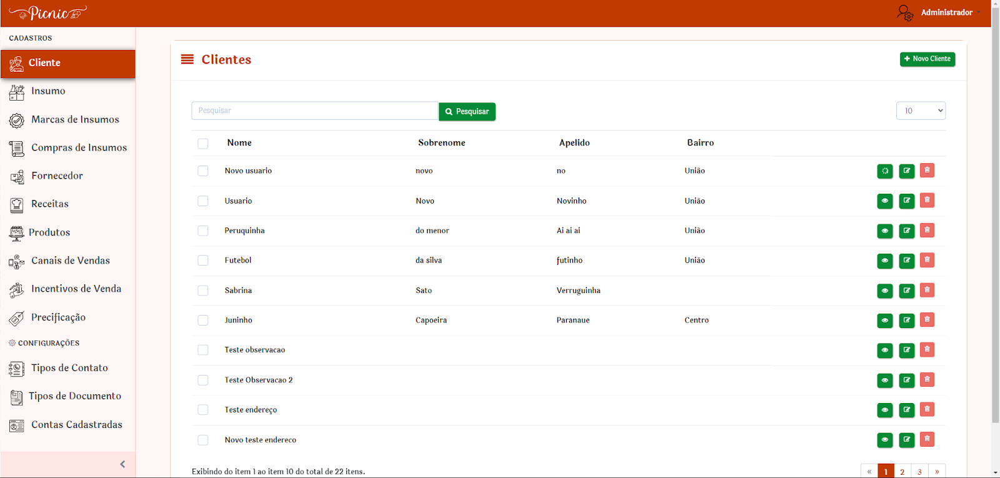 Picnic
Administrador
CADASTROS
Cliente
Insumo
Marcas de Insumos
Compras de Insumos
Fornecedor
Receitas
Produtos
Canais de Vendas
Incentivos de Venda
Precificação
CONFIGURAÇÕES
Tipos de Contato
Tipos de Documento
Contas Cadastradas
Clientes
+ Novo Cliente
Pesquisar
Pesquisar
10
Nome Sobrenome Apelido Bairro
Novo usuario novo no União
Usuario Novo Novinho União
Peruquinha do menor Ai ai ai União
Futebol da silva futinho União
Sabrina Sato Verruguinha
Juninho Capoeira Paranaue Centro
Teste observacao
Teste Observacao 2
Teste endereço
Novo teste endereco
Exibindo do item 1 ao item 10 do total de 22 itens.
« 1 2 3 »